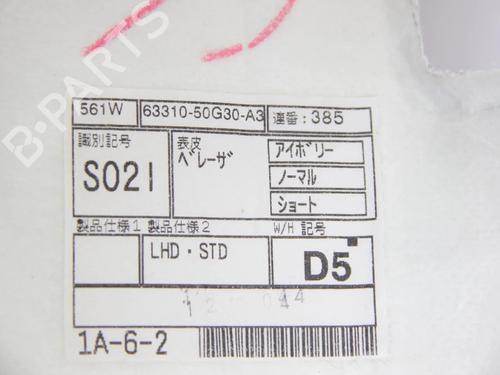 B-PARTS
561W 63310-50G30-A3 連番:385
識別記号 表皮 アイボリー
S02I ベレーザ ノーマル
ショート
製品仕様1 製品仕様2 W/H 記号
LHD・STD D5
1A-6-2